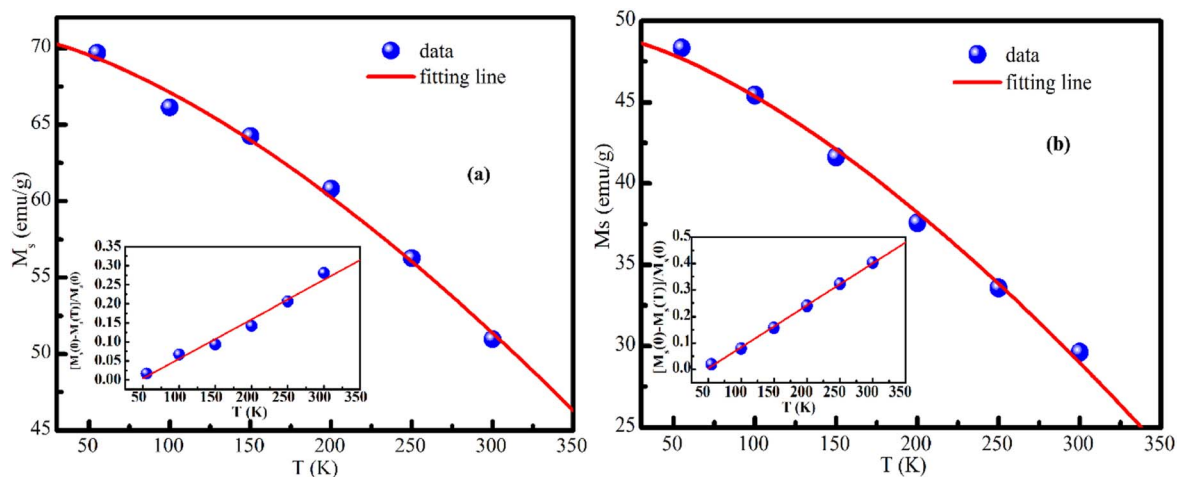 70
65
60
55
50
45
M_s (emu/g)
50 100 150 200 250 300 350
T (K)
data
fitting line
(a)
0.35
0.30
0.25
0.20
0.15
0.10
0.05
0.00
[M_s(0)-M_s(T)]/M_s(0)
50 100 150 200 250 300 350
T (K)
50
45
40
35
30
25
Ms (emu/g)
50 100 150 200 250 300 350
T (K)
data
fitting line
(b)
0.5
0.4
0.3
0.2
0.1
0.0
[M_s(0)-M_s(T)]/M_s(0)
50 100 150 200 250 300 350
T (K)